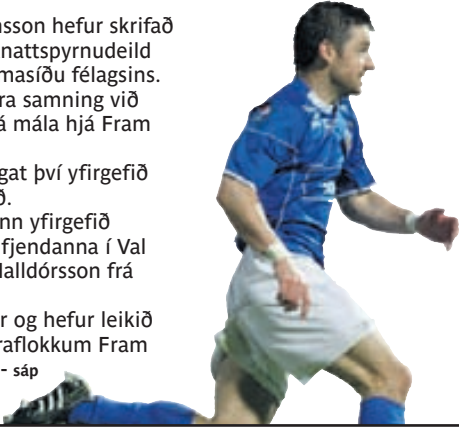 nsson hefur skrifað
nattspyrnudeild
masíðu félagsins.
ra samning við
á mála hjá Fram
gat því yfirgefið
ð.
nn yfirgefið
fjendanna í Val
Halldórsson frá
r og hefur leikið
raflokkum Fram
- sáp